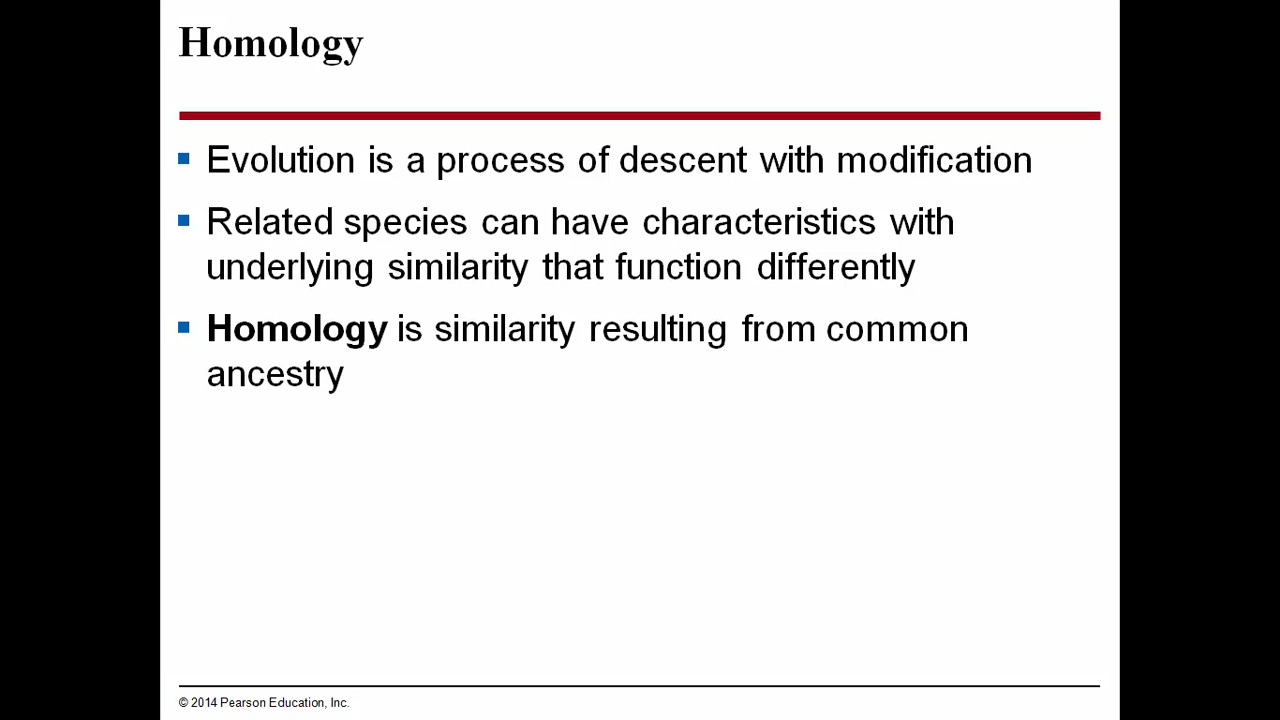 Homology
Evolution is a process of descent with modification
Related species can have characteristics with
underlying similarity that function differently
Homology is similarity resulting from common
ancestry
© 2014 Pearson Education, Inc.